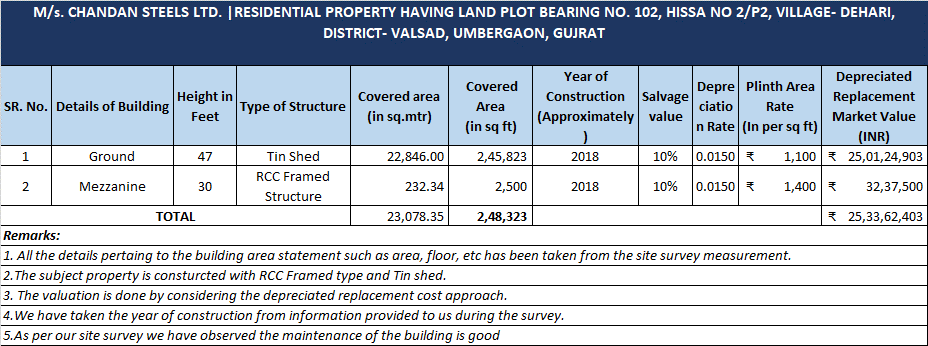 M/s. CHANDAN STEELS LTD. |RESIDENTIAL PROPERTY HAVING LAND PLOT BEARING NO. 102, HISSA NO 2/P2, VILLAGE- DEHARI,
DISTRICT- VALSAD, UMBERGAON, GUJRAT
SR. No. Details of Building Height in Feet Type of Structure Covered area (in sq.mtr) Covered Area (in sq ft) Year of Construction (Approximately) Salvage value Depreciation Rate Plinth Area Rate (In per sq ft) Depreciated Replacement Market Value (INR)
1 Ground 47 Tin Shed 22,846.00 2,45,823 2018 10% 0.0150 ₹ 1,100 ₹ 25,01,24,903
2 Mezzanine 30 RCC Framed Structure 232.34 2,500 2018 10% 0.0150 ₹ 1,400 ₹ 32,37,500
TOTAL 23,078.35 2,48,323 ₹ 25,33,62,403
Remarks:
1. All the details pertaing to the building area statement such as area, floor, etc has been taken from the site survey measurement.
2.The subject property is consturcted with RCC Framed type and Tin shed.
3. The valuation is done by considering the depreciated replacement cost approach.
4.We have taken the year of construction from information provided to us during the survey.
5.As per our site survey we have observed the maintenance of the building is good